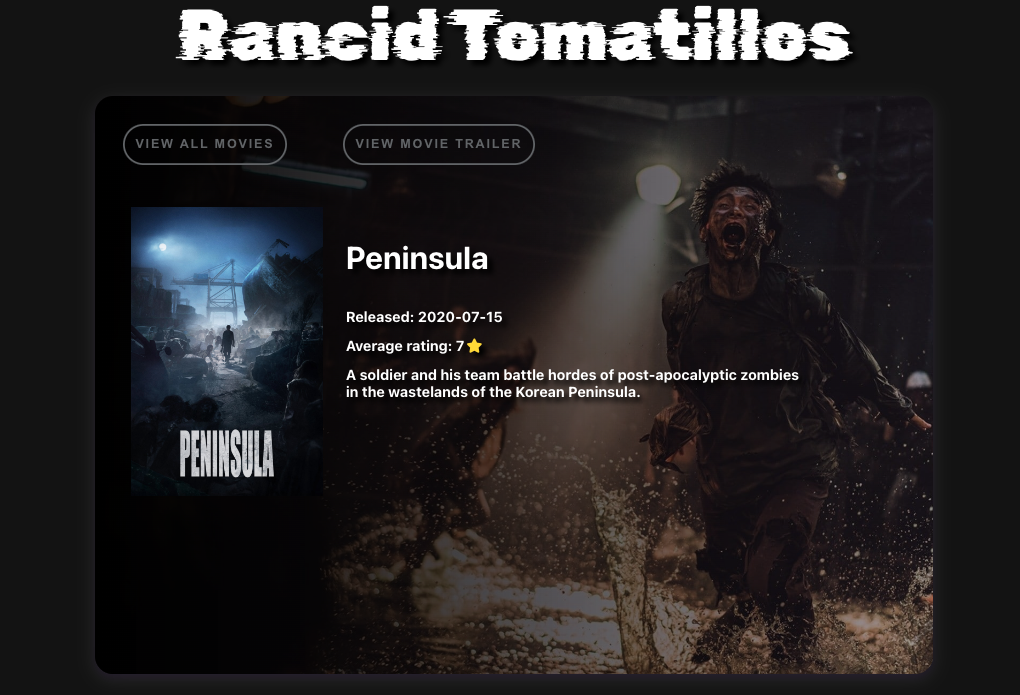 Rancid Tomatillos
VIEW ALL MOVIES
VIEW MOVIE TRAILER
Peninsula
Released: 2020-07-15
Average rating: 7⭐
A soldier and his team battle hordes of post-apocalyptic zombies
in the wastelands of the Korean Peninsula.
PENINSULA